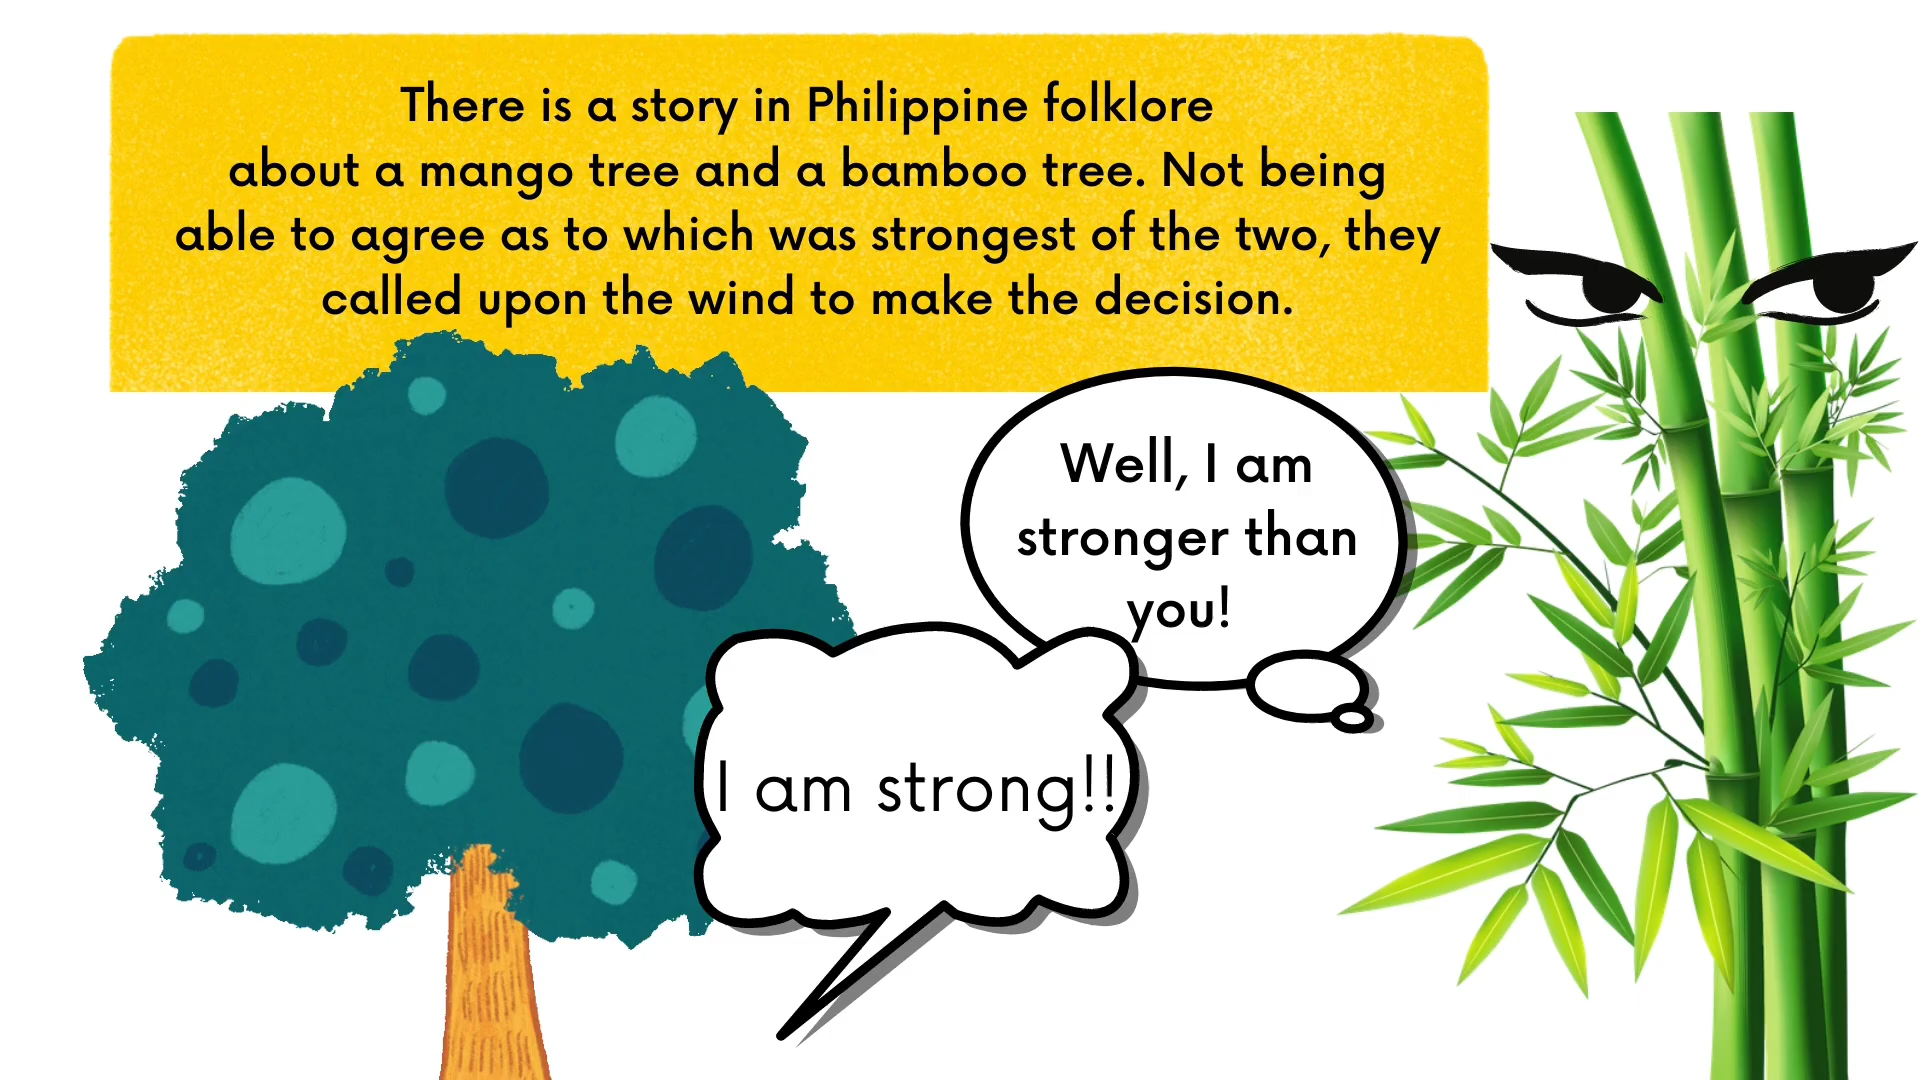 There is a story in Philippine folklore
about a mango tree and a bamboo tree. Not being
able to agree as to which was strongest of the two, they
called upon the wind to make the decision.
Well, I am
stronger than
you!
I am strong!!